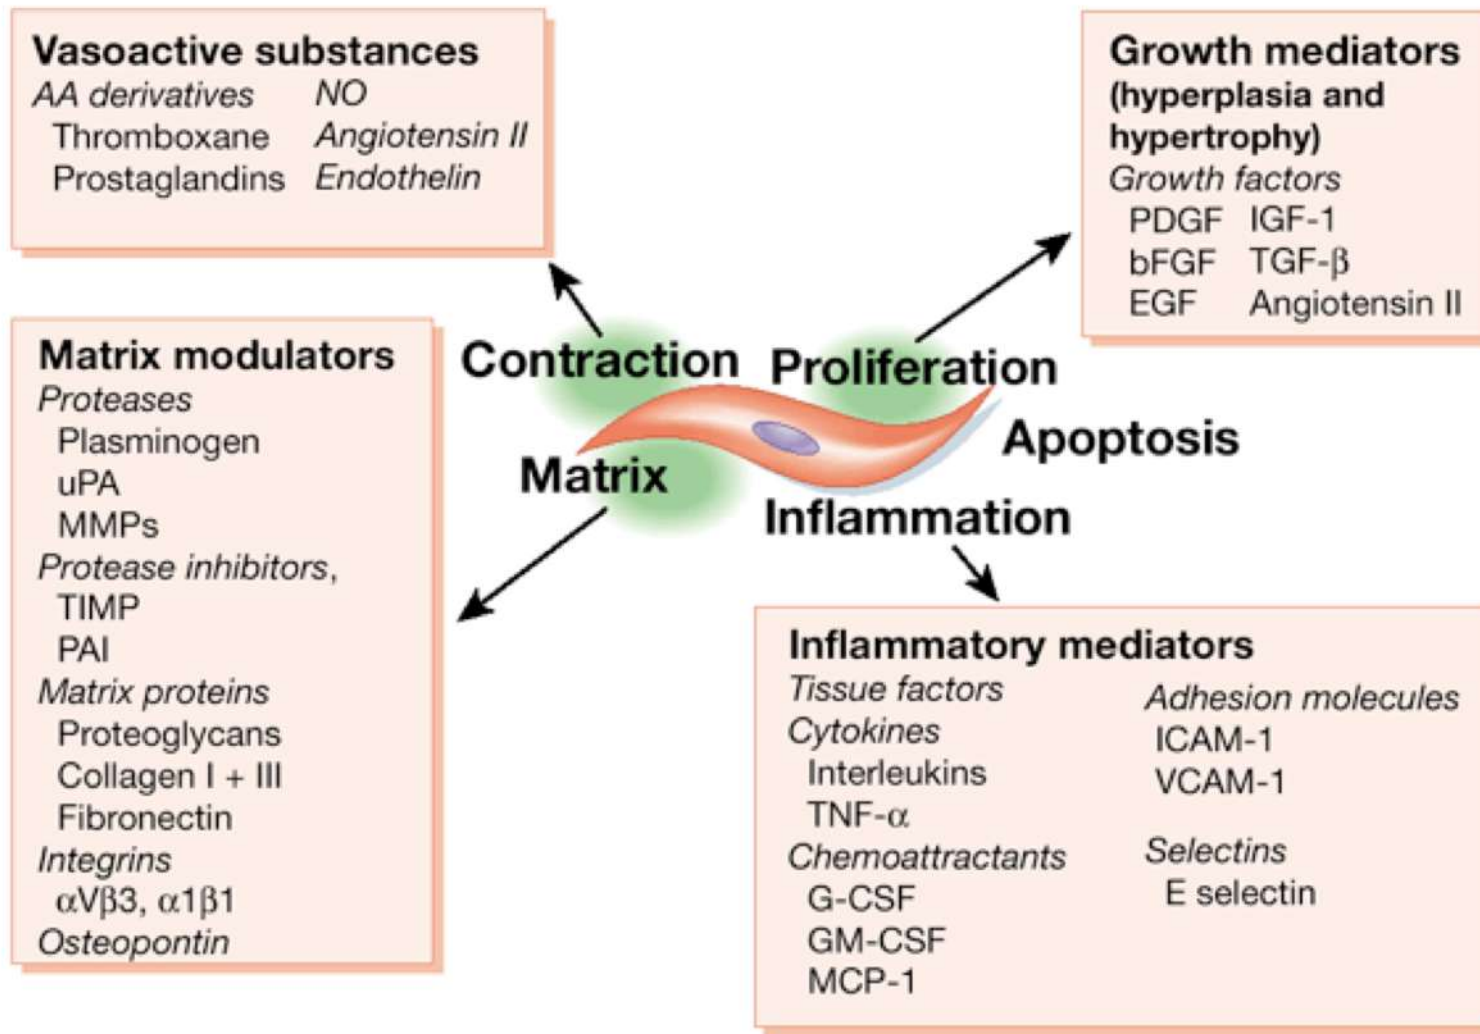 Vasoactive substances
AA derivatives NO
Thromboxane Angiotensin II
Prostaglandins Endothelin
Growth mediators
(hyperplasia and
hypertrophy)
Growth factors
PDGF IGF-1
bFGF TGF-β
EGF Angiotensin II
Contraction Proliferation
Apoptosis
Matrix
Inflammation
Matrix modulators
Proteases
Plasminogen
uPA
MMPs
Protease inhibitors,
TIMP
PAI
Matrix proteins
Proteoglycans
Collagen I + III
Fibronectin
Integrins
αVβ3, α1β1
Osteopontin
Inflammatory mediators
Tissue factors
Cytokines
Interleukins
TNF-α
Chemoattractants
G-CSF
GM-CSF
MCP-1
Adhesion molecules
ICAM-1
VCAM-1
Selectins
E selectin